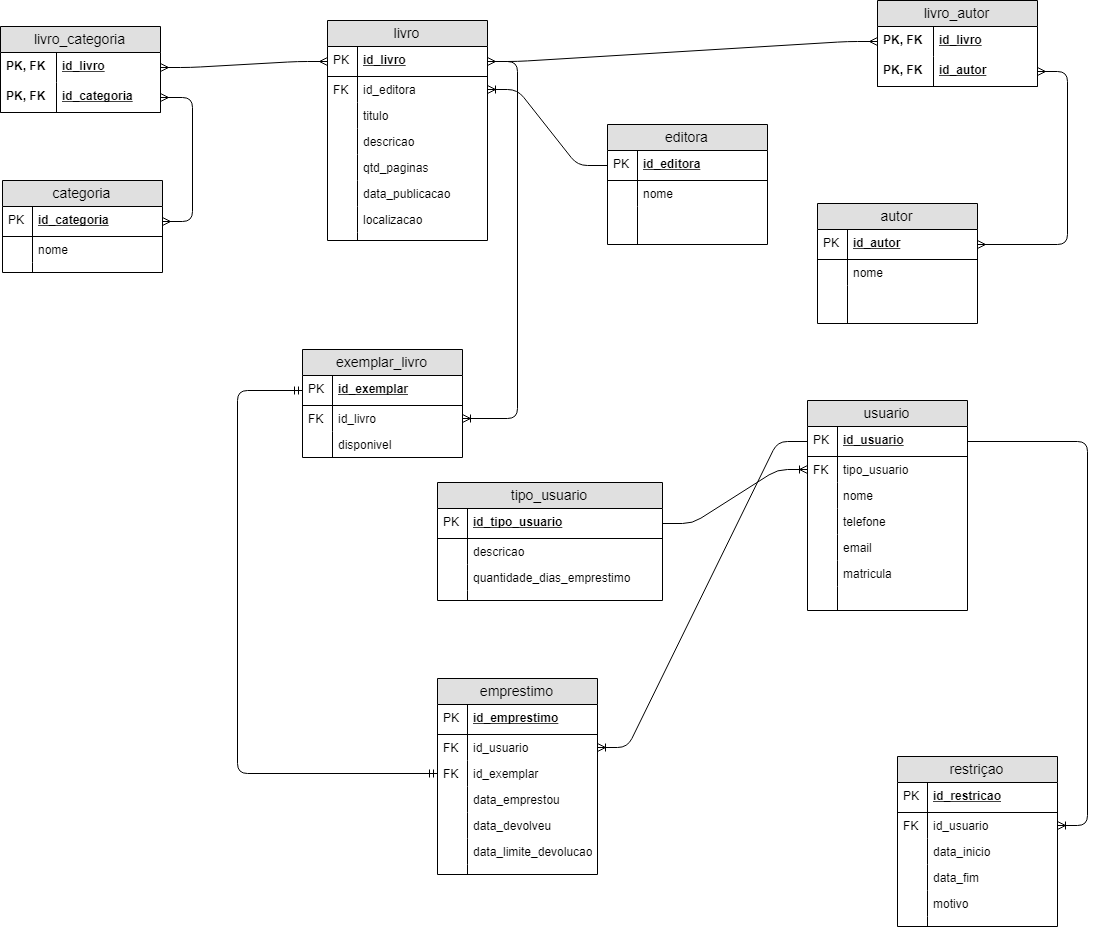 livro_categoria
PK, FK id_livro
PK, FK id_categoria
livro
PK id_livro
FK id_editora
titulo
descricao
qtd_paginas
data_publicacao
localizacao
livro_autor
PK, FK id_livro
PK, FK id_autor
editora
PK id_editora
nome
categoria
PK id_categoria
nome
autor
PK id_autor
nome
exemplar_livro
PK id_exemplar
FK id_livro
disponivel
usuario
PK id_usuario
FK tipo_usuario
nome
telefone
email
matricula
tipo_usuario
PK id_tipo_usuario
descricao
quantidade_dias_emprestimo
emprestimo
PK id_emprestimo
FK id_usuario
FK id_exemplar
data_emprestou
data_devolveu
data_limite_devolucao
restriçao
PK id_restricao
FK id_usuario
data_inicio
data_fim
motivo